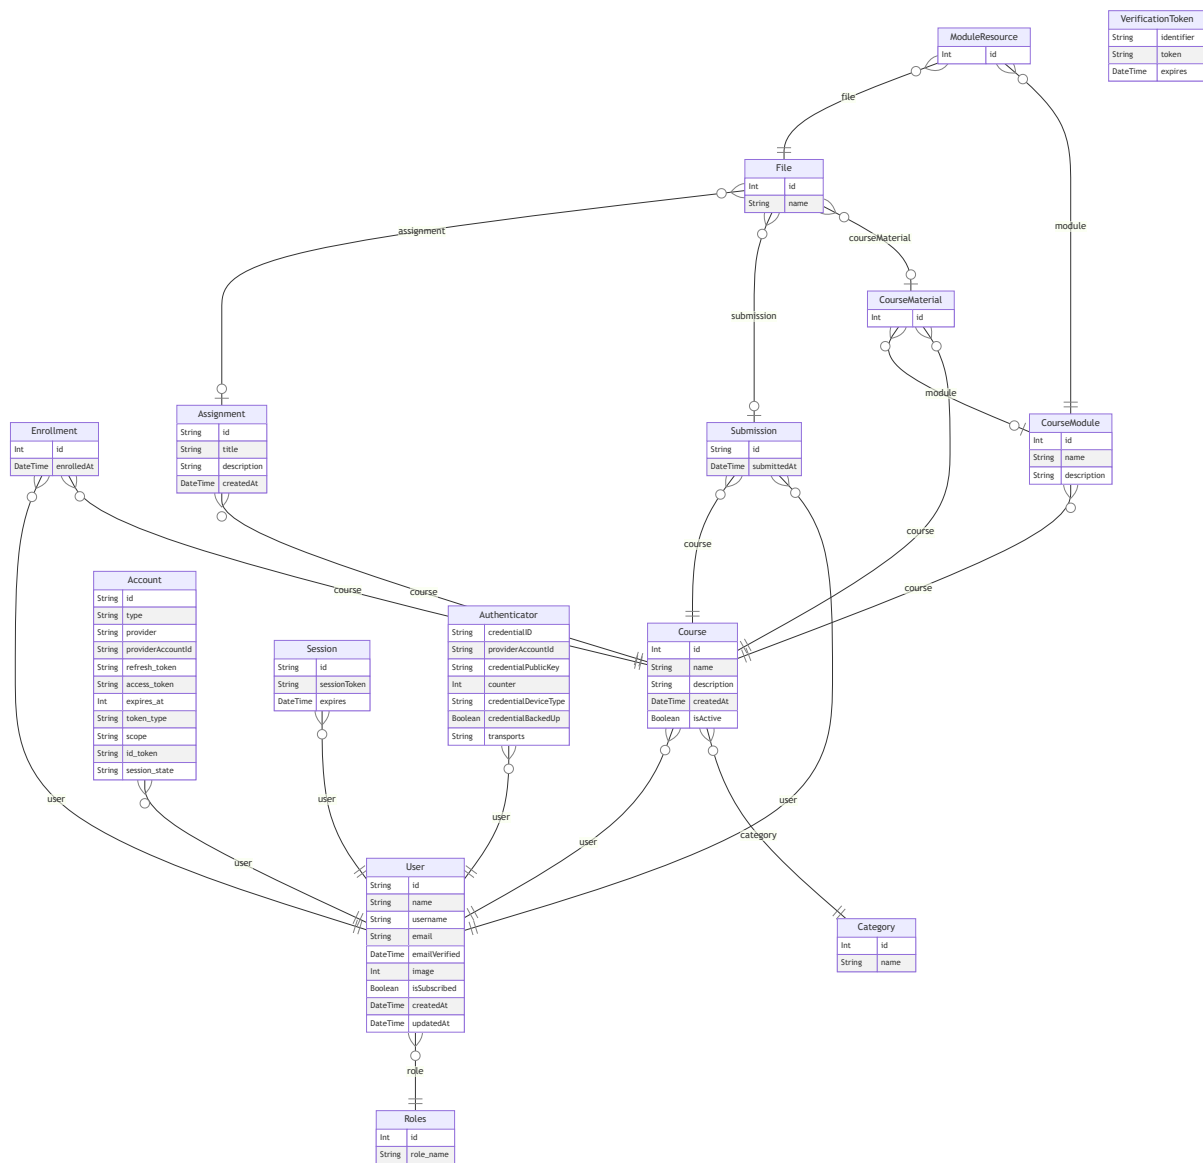 ModuleResource
Int id
VerificationToken
String identifier
String token
DateTime expires
file
File
Int id
String name
assignment
courseMaterial
module
CourseMaterial
Int id
submission
module
Assignment
String id
String title
String description
DateTime createdAt
Enrollment
Int id
DateTime enrolledAt
Submission
String id
DateTime submittedAt
CourseModule
Int id
String name
String description
course
course
course
course
course
Account
String id
String type
String provider
String providerAccountId
String refresh_token
String access_token
Int expires_at
String token_type
String scope
String id_token
String session_state
Session
String id
String sessionToken
DateTime expires
Authenticator
String credentialID
String providerAccountId
String credentialPublicKey
Int counter
String credentialDeviceType
Boolean credentialBackedUp
String transports
Course
Int id
String name
String description
DateTime createdAt
Boolean isActive
user
user
user
user
user
user
category
User
String id
String name
String username
String email
DateTime emailVerified
Int image
Boolean isSubscribed
DateTime createdAt
DateTime updatedAt
Category
Int id
String name
role
Roles
Int id
String role_name